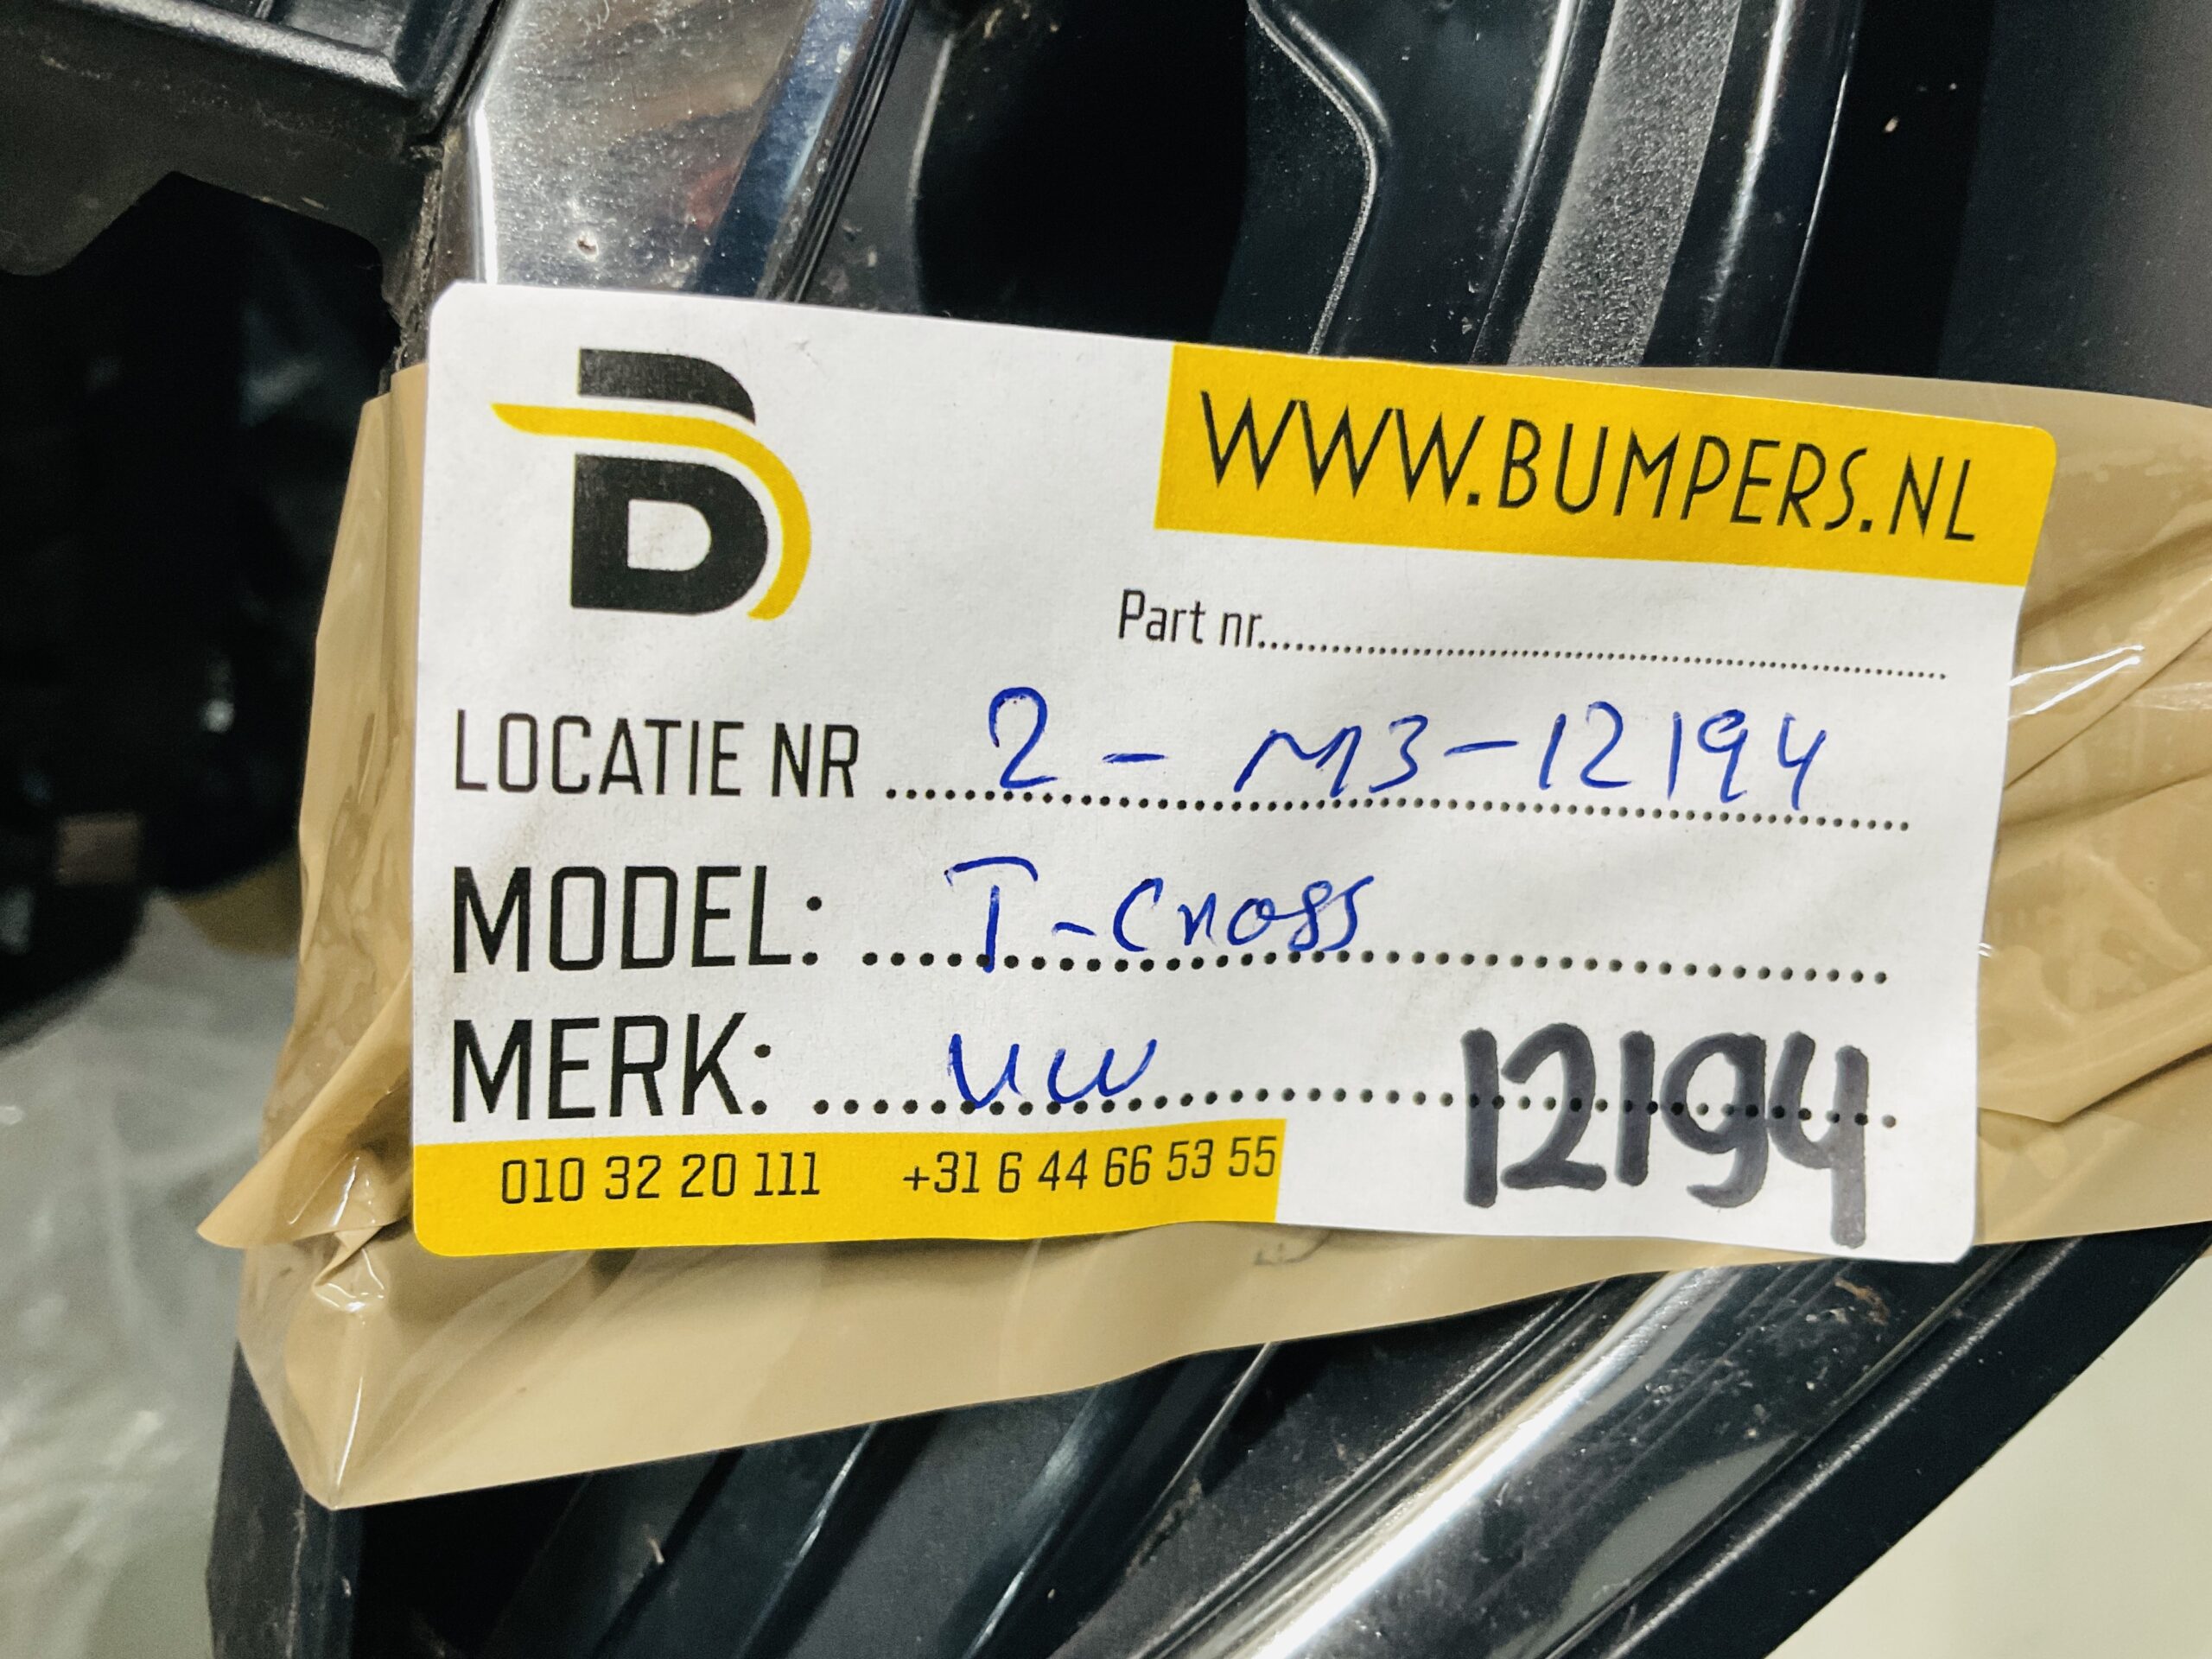 B
WWW.BUMPERS.NL
Part nr.....................
LOCATIE NR ..... 2 - M3-12194
MODEL: ..... T-Cross
MERK: ..... VW
12194
010 32 20 111 +31 6 44 66 53 55